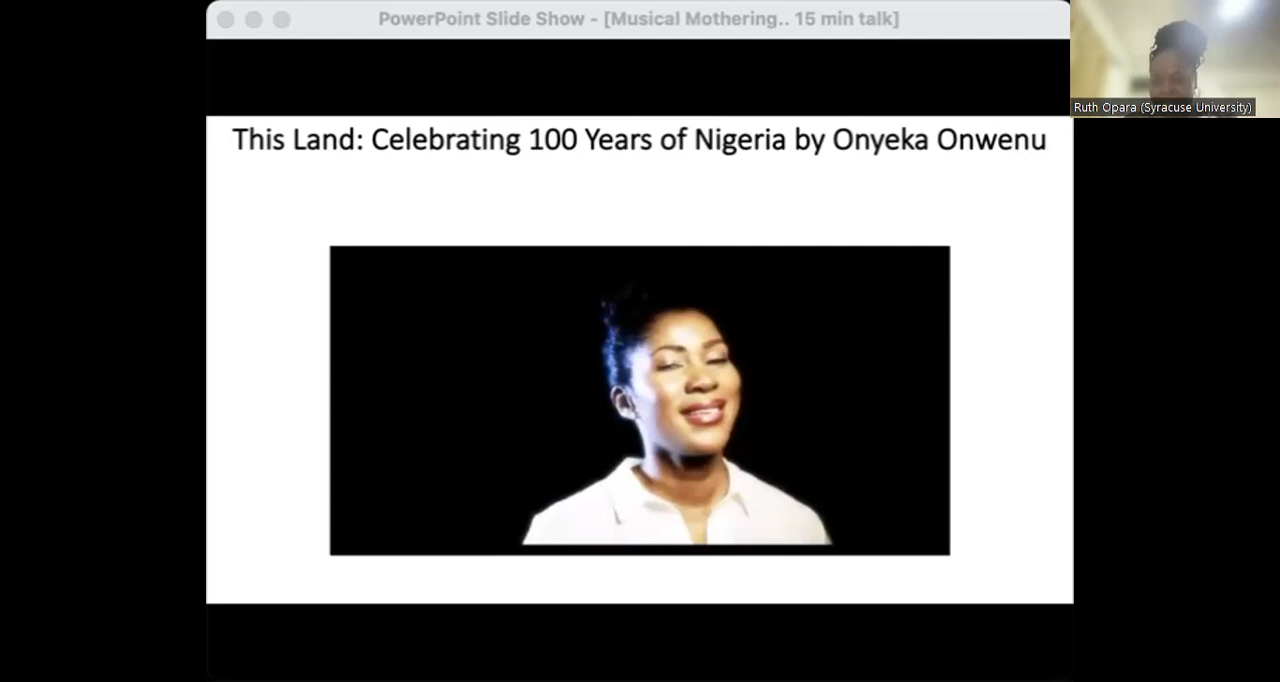 PowerPoint Slide Show - [Musical Mothering.. 15 min talk]
Ruth Opara (Syracuse University)
This Land: Celebrating 100 Years of Nigeria by Onyeka Onwenu